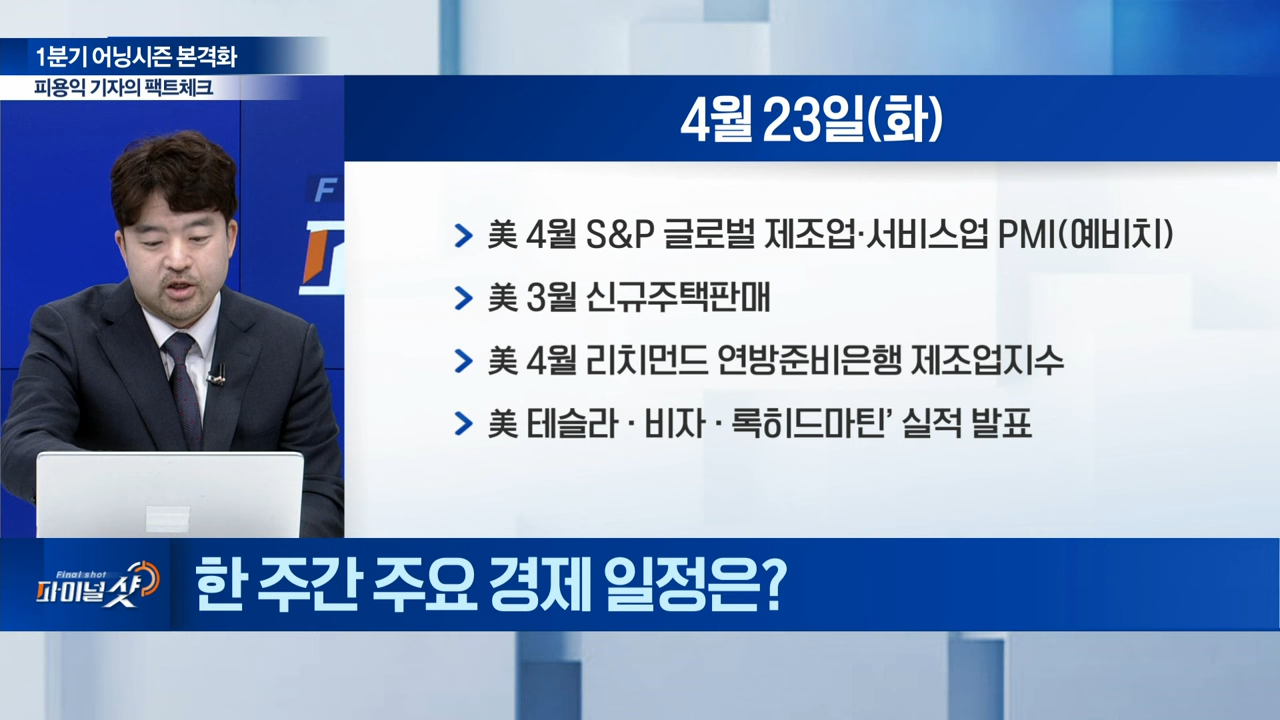 1분기 어닝시즌 본격화
피용익 기자의 팩트체크
4월 23일(화)
F
美 4월 S&P 글로벌 제조업·서비스업 PMI(예비치)
美 3월 신규주택판매
美 4월 리치먼드 연방준비은행 제조업지수
美 테슬라·비자·록히드마틴’ 실적 발표
Final shot
파이널샷
한 주간 주요 경제 일정은?